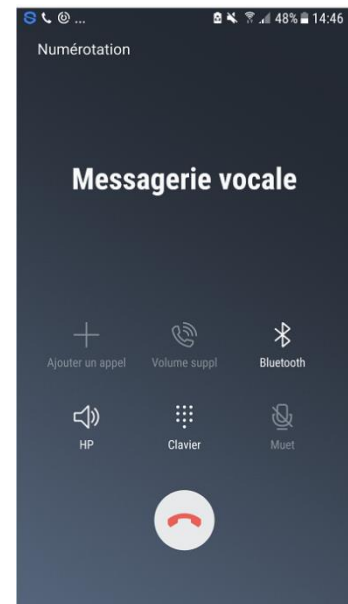 ... 48% 14:46
Numérotation
Messagerie vocale
Ajouter un appel Volume suppl Bluetooth
HP Clavier Muet